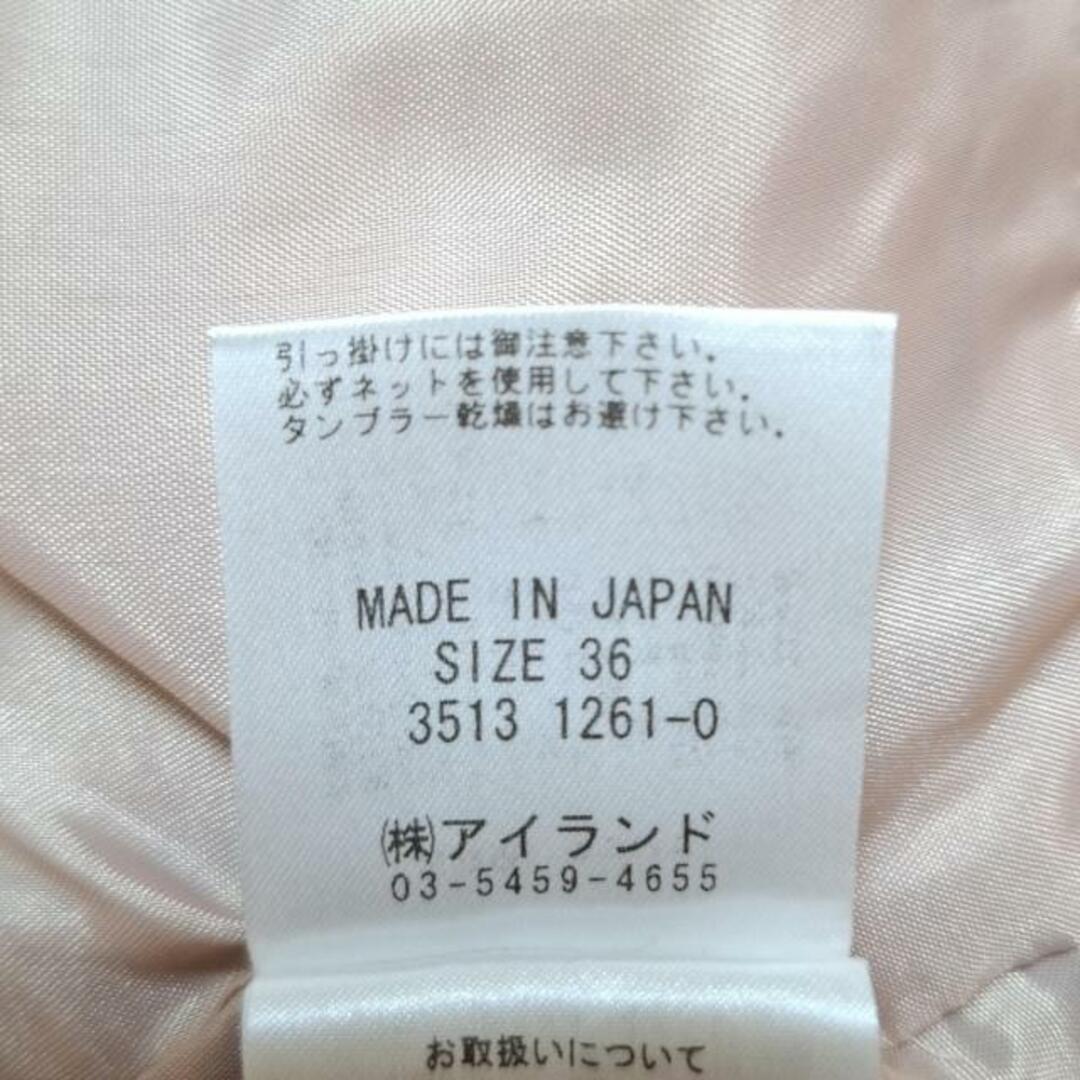 引っ掛けには御注意下さい.
必ずネットを使用して下さい.
タンブラー乾燥はお避け下さい.
MADE IN JAPAN
SIZE 36
3513 1261-0
㈱アイランド
03-5459-4655
お取扱いについて